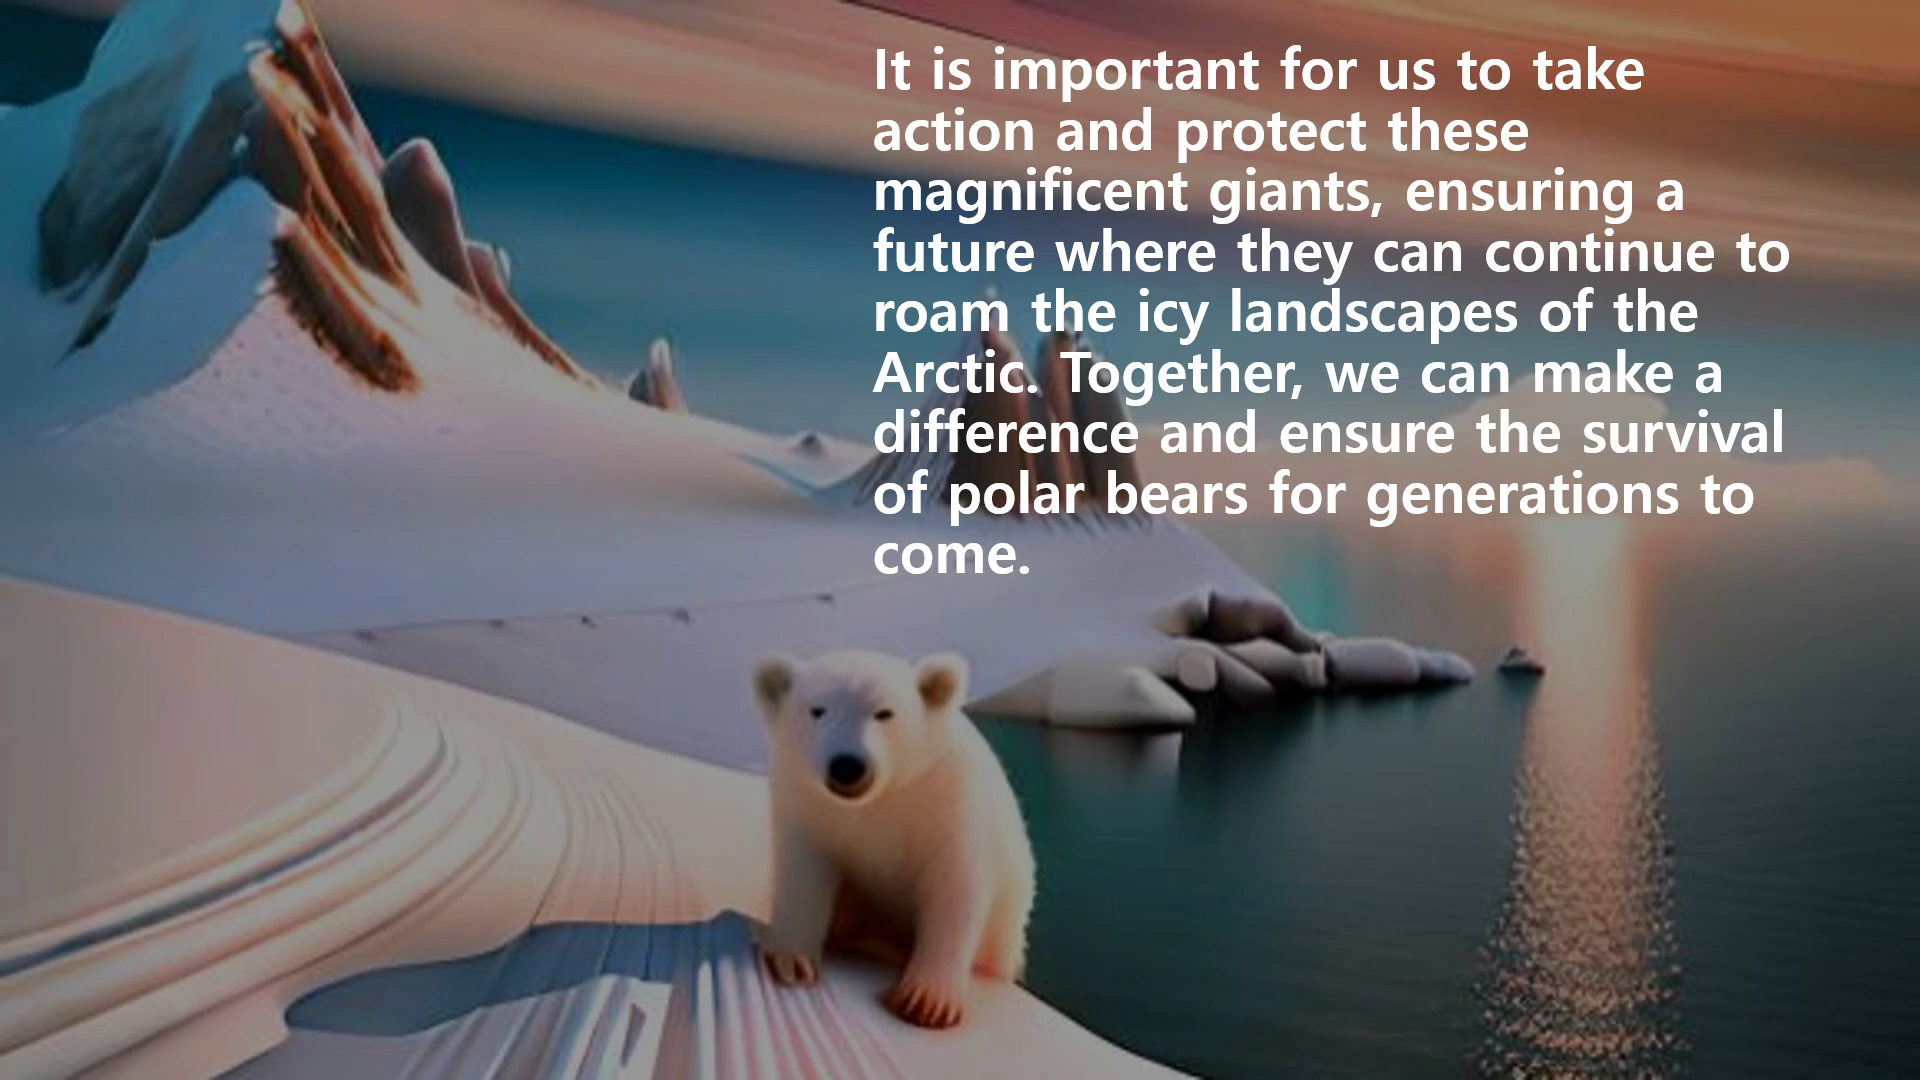 It is important for us to take
action and protect these
magnificent giants, ensuring a
future where they can continue to
roam the icy landscapes of the
Arctic. Together, we can make a
difference and ensure the survival
of polar bears for generations to
come.